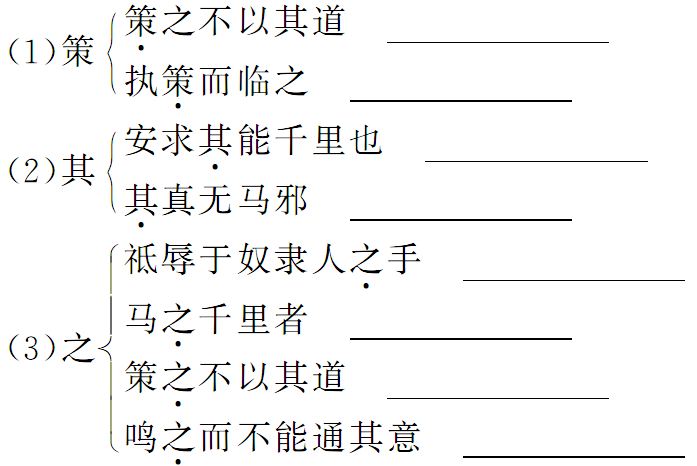 (1)策
策之不以其道
执策而临之
(2)其
安求其能千里也
其真无马邪
(3)之
祇辱于奴隶人之手
马之千里者
策之不以其道
鸣之而不能通其意